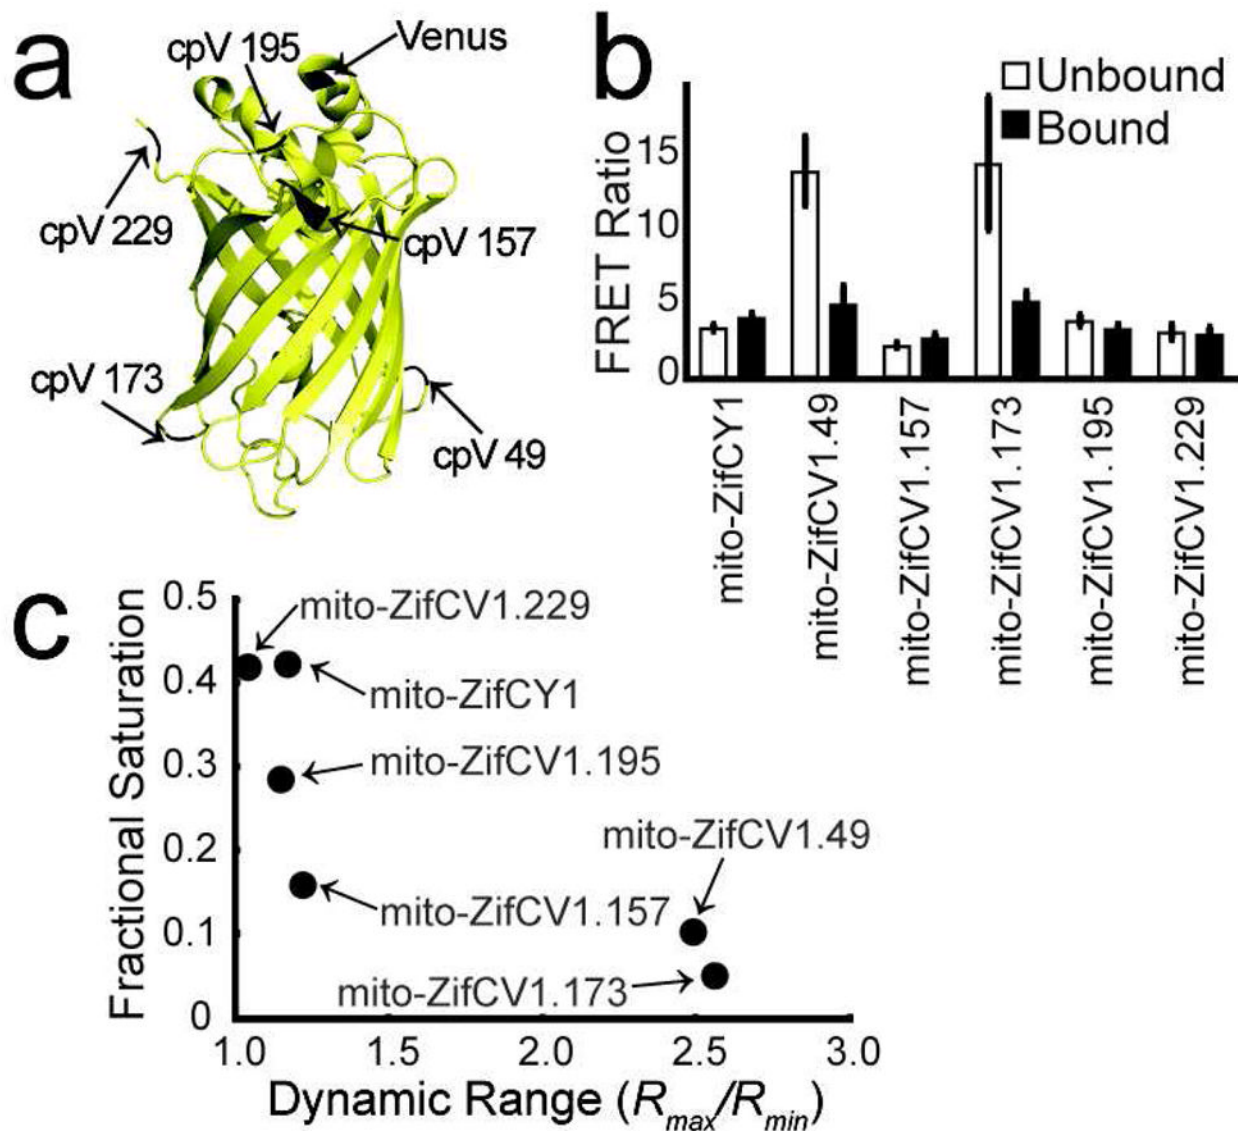 a
cpV 195
Venus
cpV 229
cpV 157
cpV 173
cpV 49
b
Unbound
Bound
FRET Ratio
15
10
5
0
mito-ZifCY1
mito-ZifCV1.49
mito-ZifCV1.157
mito-ZifCV1.173
mito-ZifCV1.195
mito-ZifCV1.229
c
Fractional Saturation
0.5
0.4
0.3
0.2
0.1
0
mito-ZifCV1.229
mito-ZifCY1
mito-ZifCV1.195
mito-ZifCV1.49
mito-ZifCV1.157
mito-ZifCV1.173
1.0 1.5 2.0 2.5 3.0
Dynamic Range (Rmax/Rmin)